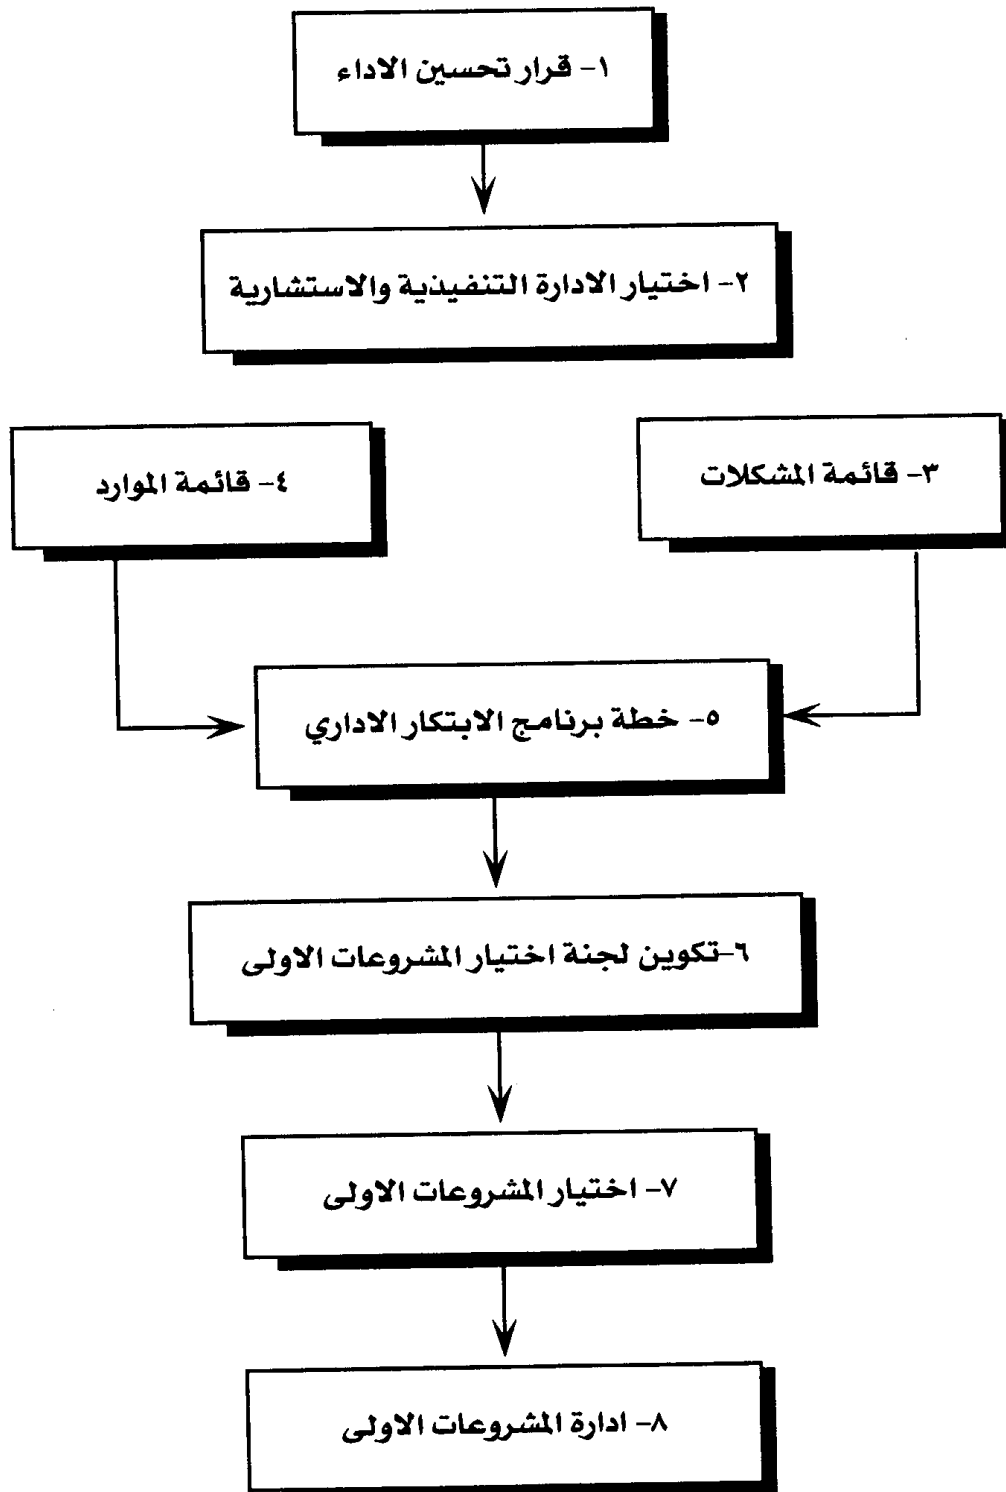 ١- قرار تحسين الاداء
٢- اختيار الادارة التنفيذية والاستشارية
٣- قائمة المشكلات
٤- قائمة الموارد
٥- خطة برنامج الابتكار الاداري
٦-تكوين لجنة اختيار المشروعات الاولى
٧- اختيار المشروعات الاولى
٨- ادارة المشروعات الاولى